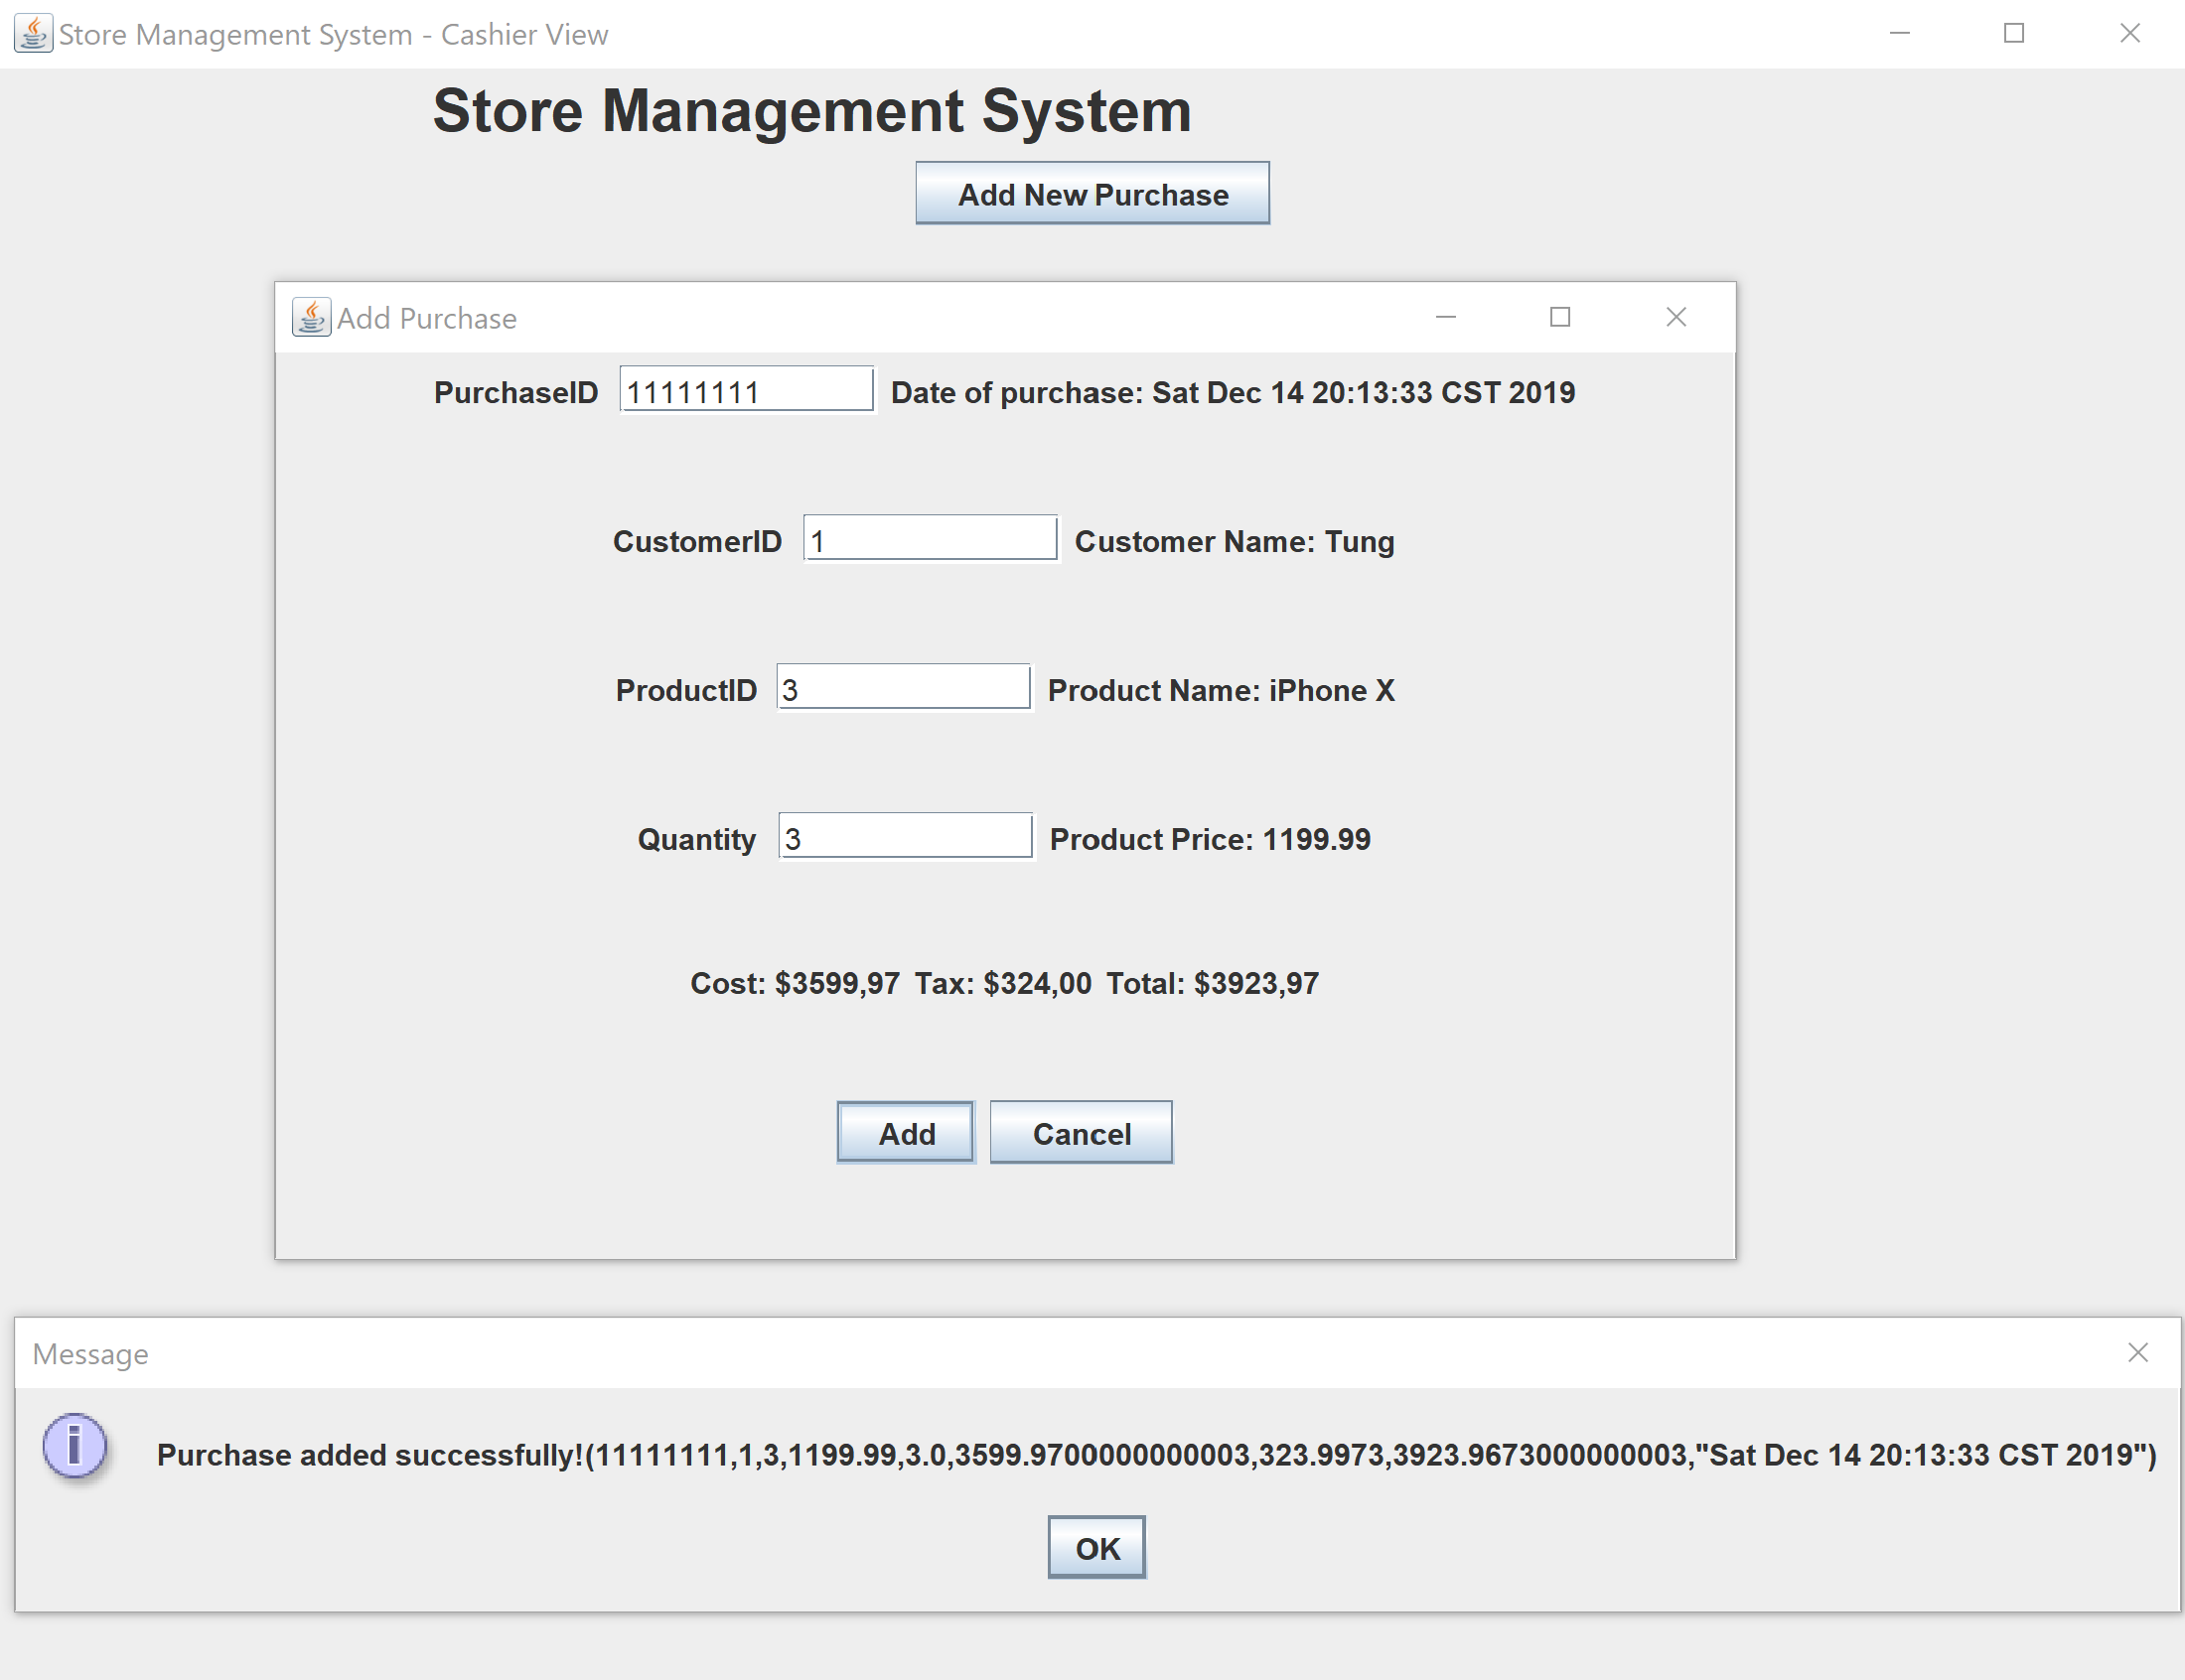 Store Management System - Cashier View
Store Management System
Add New Purchase
Add Purchase
PurchaseID 11111111 Date of purchase: Sat Dec 14 20:13:33 CST 2019
CustomerID 1 Customer Name: Tung
ProductID 3 Product Name: iPhone X
Quantity 3 Product Price: 1199.99
Cost: $3599,97 Tax: $324,00 Total: $3923,97
Add Cancel
Message
Purchase added successfully!(11111111,1,3,1199.99,3.0,3599.9700000000003,323.9973,3923.9673000000003,"Sat Dec 14 20:13:33 CST 2019")
OK